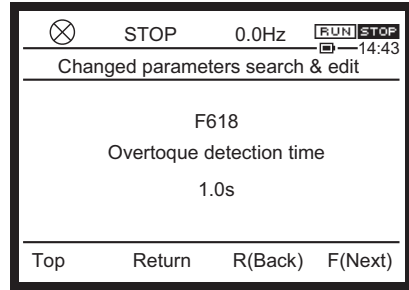 STOP 0.0Hz RUN STOP
14:43
Changed parameters search & edit
F618
Overtoque detection time
1.0s
Top Return R(Back) F(Next)